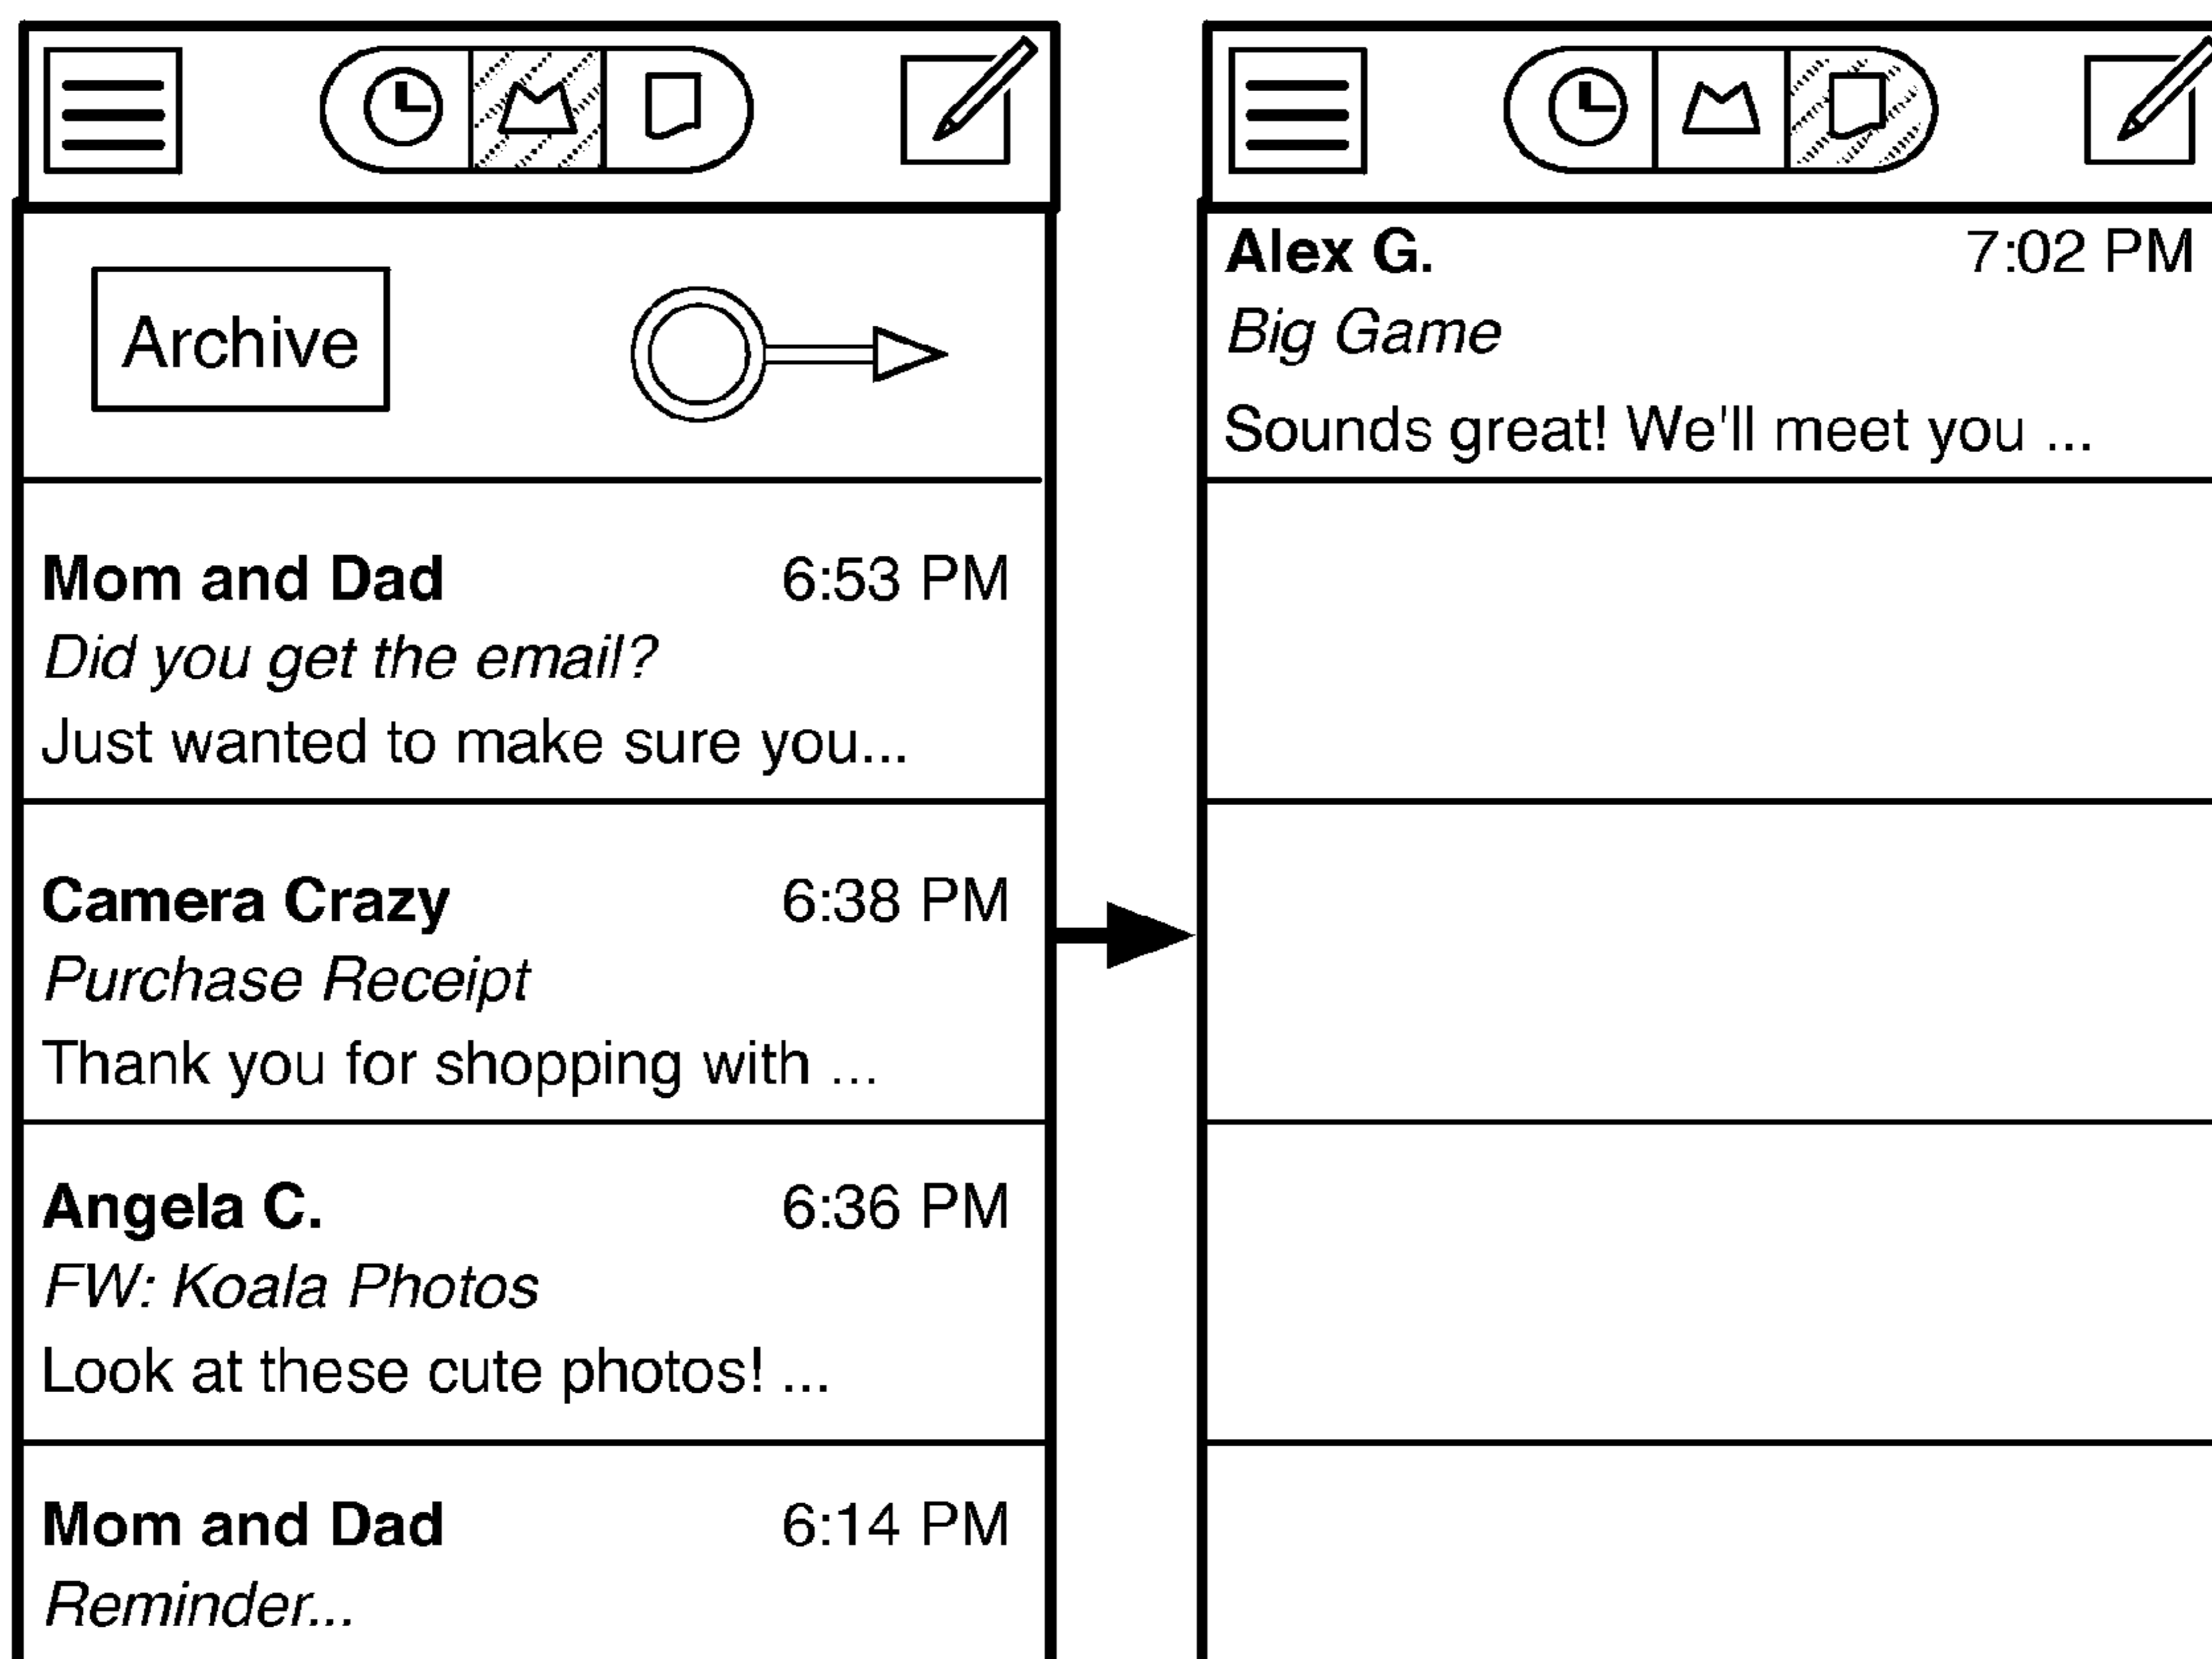 Archive
Mom and Dad 6:53 PM
Did you get the email?
Just wanted to make sure you...
Camera Crazy 6:38 PM
Purchase Receipt
Thank you for shopping with ...
Angela C. 6:36 PM
FW: Koala Photos
Look at these cute photos! ...
Mom and Dad 6:14 PM
Reminder...
Alex G. 7:02 PM
Big Game
Sounds great! We'll meet you ...